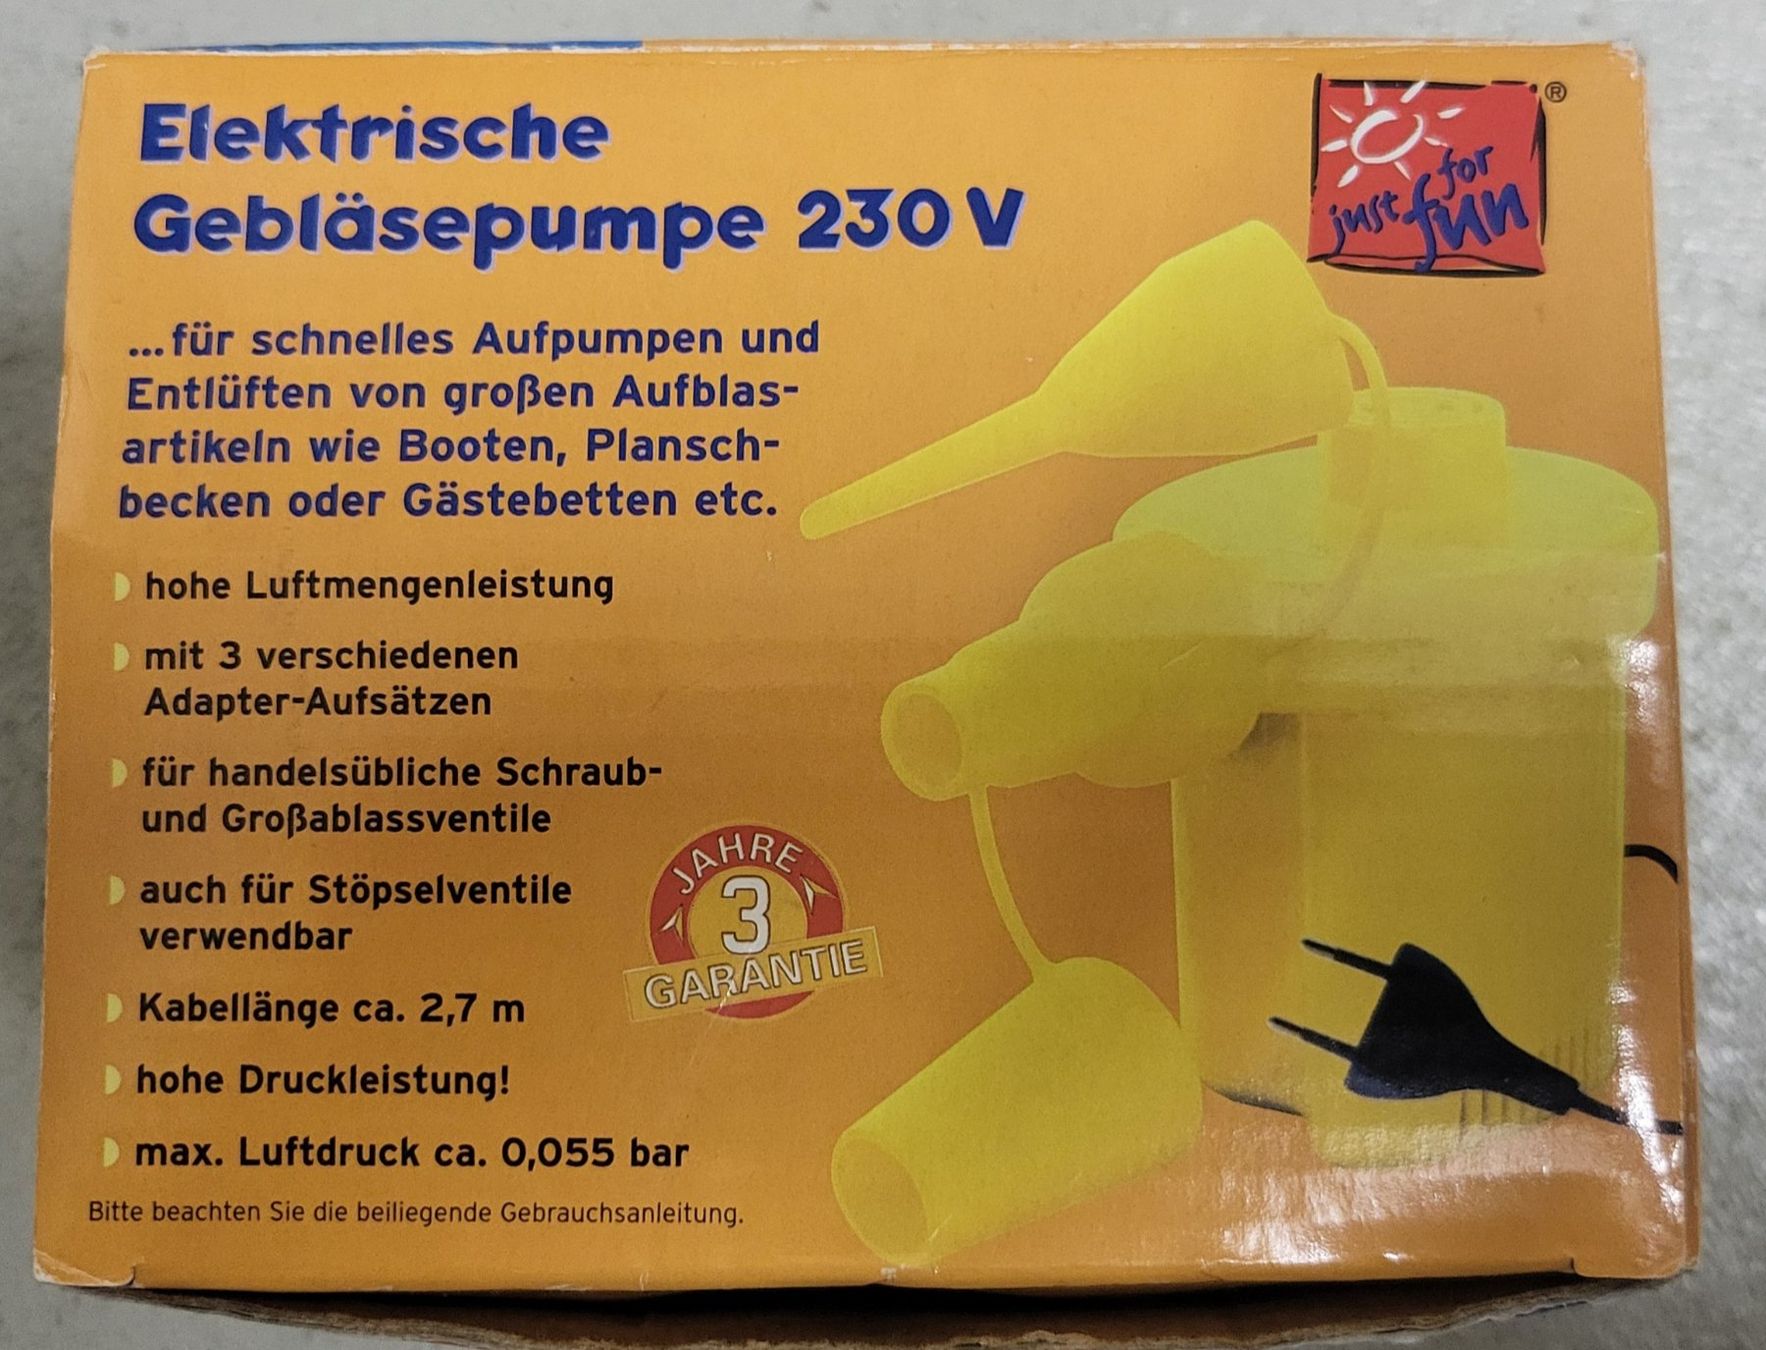 Elektrische
Gebläsepumpe 230 V
just for fun ®
...für schnelles Aufpumpen und
Entlüften von großen Aufblas-
artikeln wie Booten, Plansch-
becken oder Gästebetten etc.
hohe Luftmengenleistung
mit 3 verschiedenen
Adapter-Aufsätzen
für handelsübliche Schraub-
und Großablassventile
auch für Stöpselventile
verwendbar
Kabellänge ca. 2,7 m
hohe Druckleistung!
max. Luftdruck ca. 0,055 bar
JAHRE
3
GARANTIE
Bitte beachten Sie die beiliegende Gebrauchsanleitung.